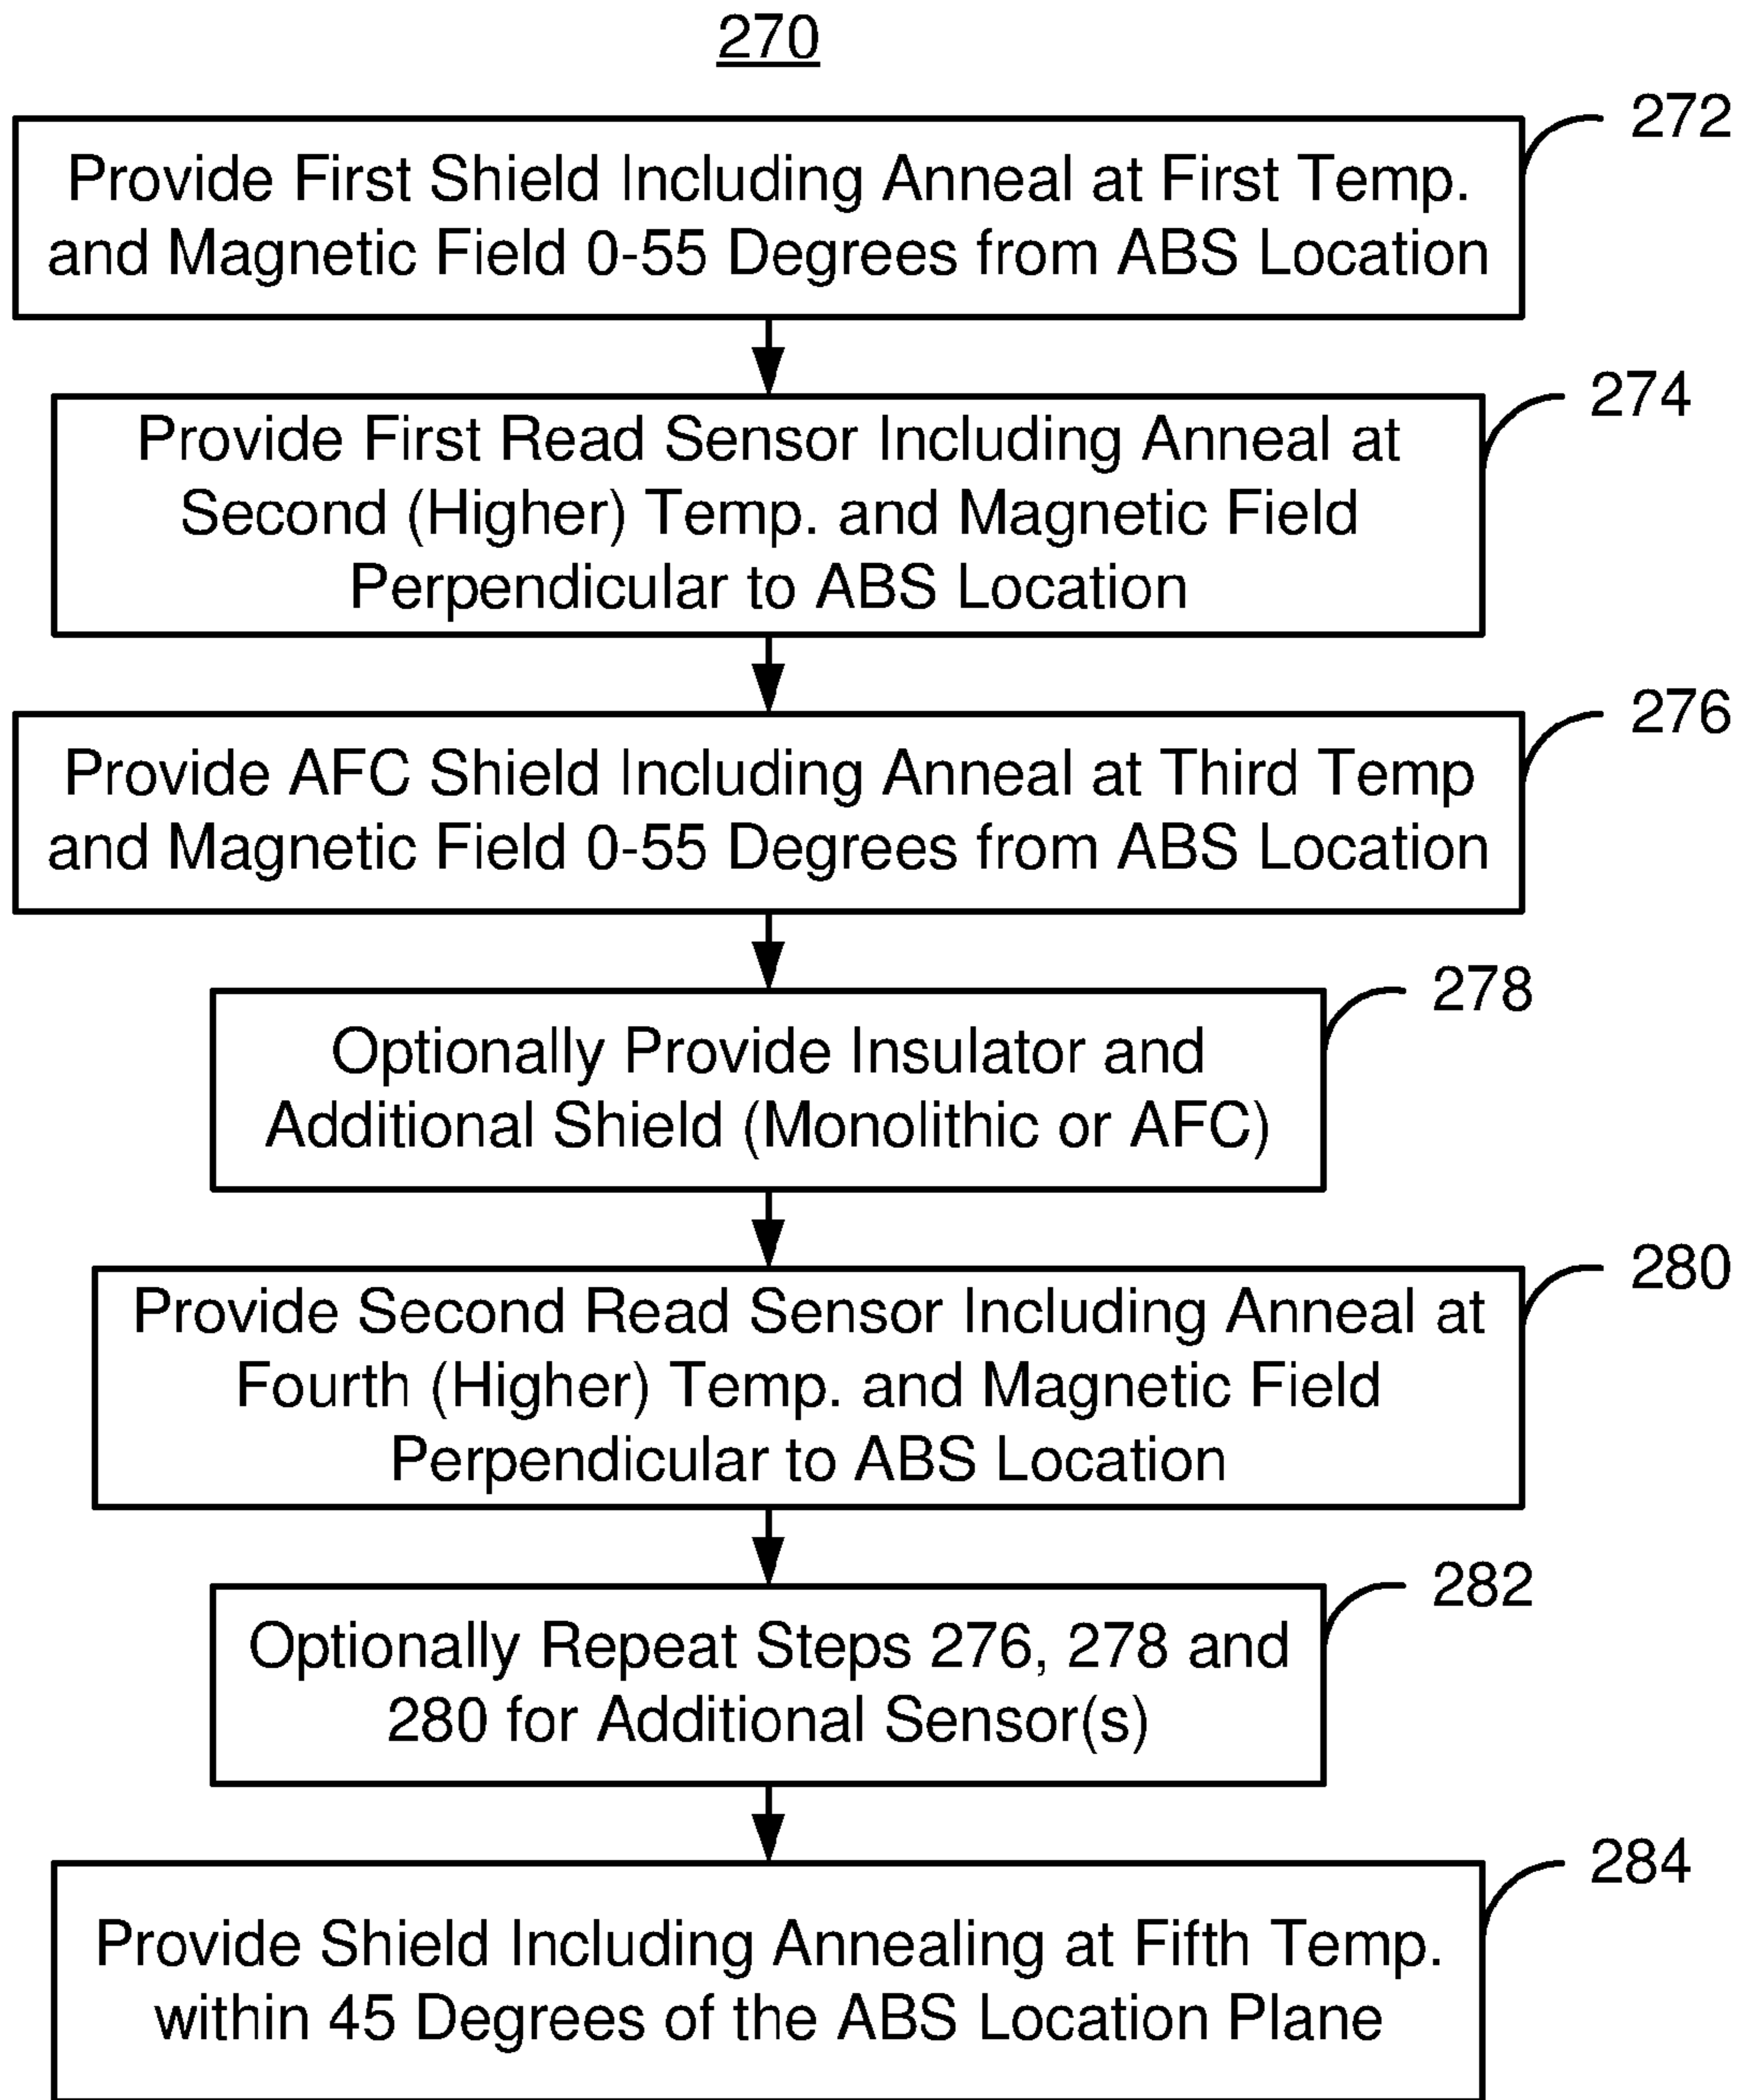 270
272
Provide First Shield Including Anneal at First Temp.
and Magnetic Field 0-55 Degrees from ABS Location
274
Provide First Read Sensor Including Anneal at
Second (Higher) Temp. and Magnetic Field
Perpendicular to ABS Location
276
Provide AFC Shield Including Anneal at Third Temp
and Magnetic Field 0-55 Degrees from ABS Location
278
Optionally Provide Insulator and
Additional Shield (Monolithic or AFC)
280
Provide Second Read Sensor Including Anneal at
Fourth (Higher) Temp. and Magnetic Field
Perpendicular to ABS Location
282
Optionally Repeat Steps 276, 278 and
280 for Additional Sensor(s)
284
Provide Shield Including Annealing at Fifth Temp.
within 45 Degrees of the ABS Location Plane